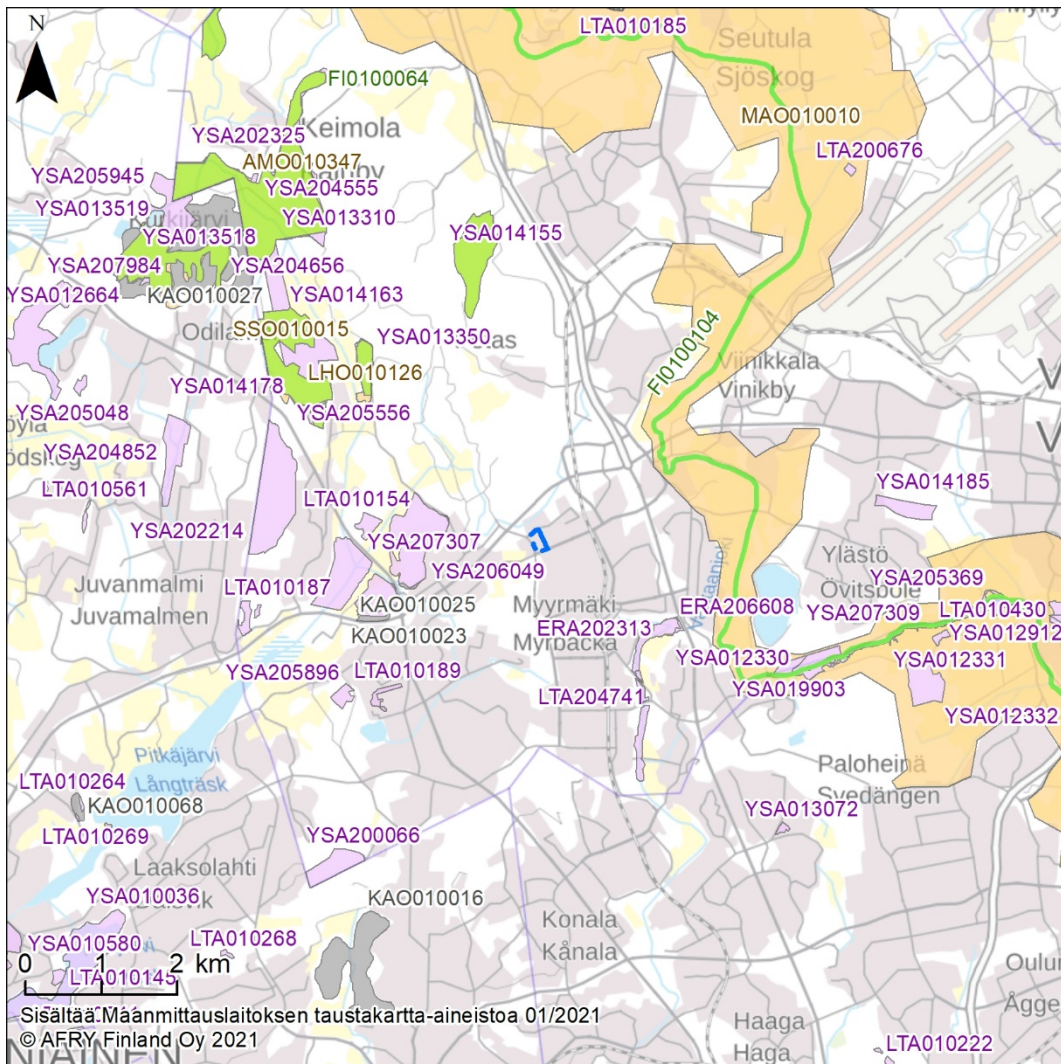 N
LTA010185
Seutula
Sjöskog
FI0100064
Keimola
MAO010010
YSA202325
AMO010347
LTA200676
YSA205945
YSA204555
YSA013519
YSA013310
YSA013518
YSA014155
YSA207984
YSA204656
YSA012664
KAO010027
YSA014163
SSO010015
YSA013350
FI0100104
Viinikkala
Vinikby
LHO010126
YSA014178
YSA205048
YSA205556
YSA204852
LTA010561
LTA010154
YSA014185
YSA202214
YSA207307
Ylästö
Övitsböle
YSA206049
YSA205369
Juvanmalmi
Juvamalmen
LTA010187
KAO010025
Myyrmäki
Myrbacka
ERA206608
YSA207309
LTA010430
KAO010023
ERA202313
YSA012912
YSA012330
YSA012331
YSA205896
LTA010189
LTA204741
YSA019903
YSA012332
Pitkäjärvi
Långträsk
Paloheinä
Svedängen
LTA010264
KAO010068
YSA013072
LTA010269
YSA200066
Laaksolahti
YSA010036
KAO010016
Konala
Kånala
YSA010580
LTA010268
0 1 2 km
LTA010145
Sisältää Maanmittauslaitoksen taustakartta-aineistoa 01/2021
© AFRY Finland Oy 2021
Haaga
Haga
LTA010222